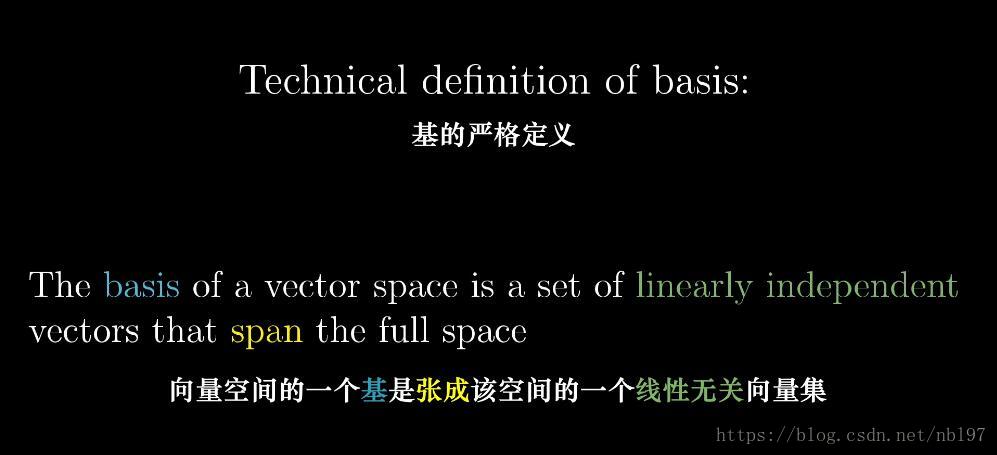 Technical definition of basis:
基的严格定义
The basis of a vector space is a set of linearly independent
vectors that span the full space
向量空间的一个基是张成该空间的一个线性无关向量集
https://blog.csdn.net/nbl97